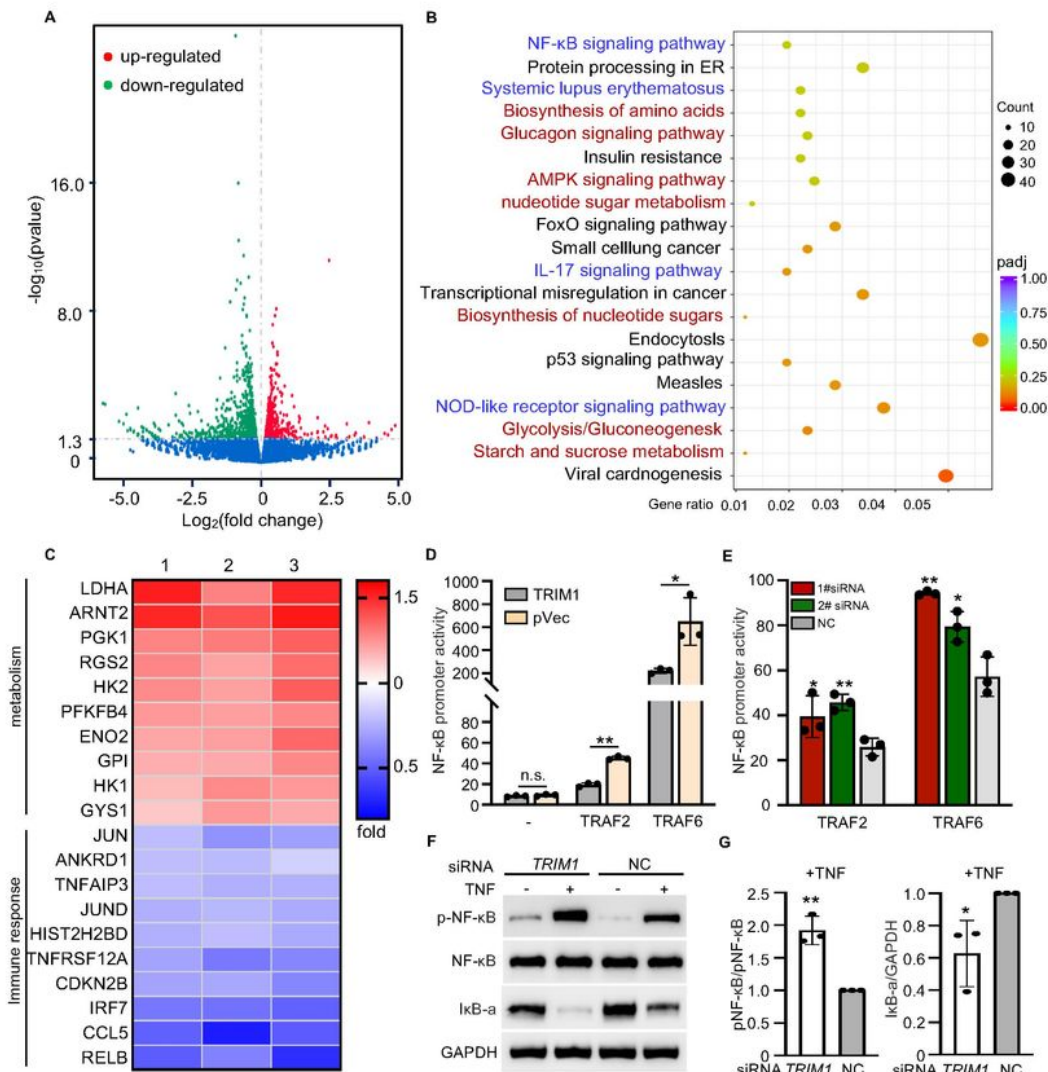 A
up-regulated
down-regulated
16.0
8.0
1.3
0
-log10(pvalue)
-5.0
-2.5
0
2.5
5.0
Log2(fold change)
B
NF-κB signaling pathway
Protein processing in ER
Systemic lupus erythematosus
Biosynthesis of amino acids
Glucagon signaling pathway
Insulin resistance
AMPK signaling pathway
nudeotide sugar metabolism
FoxO signaling pathway
Small celllung cancer
IL-17 signaling pathway
Transcriptional misregulation in cancer
Biosynthesis of nucleotide sugars
Endocytosls
p53 signaling pathway
Measles
NOD-like receptor signaling pathway
Glycolysis/Gluconeogenesk
Starch and sucrose metabolism
Viral cardnogenesis
Gene ratio
0.01
0.02
0.03
0.04
0.05
Count
10
20
30
40
padj
1.00
0.75
0.50
0.25
0.00
C
1 2 3
metabolism
LDHA
ARNT2
PGK1
RGS2
HK2
PFKFB4
ENO2
GPI
HK1
GYS1
Immune response
JUN
ANKRD1
TNFAIP3
JUND
HIST2H2BD
TNFRSF12A
CDKN2B
IRF7
CCL5
RELB
1.5
0
0.5
fold
D
NF-κB promoter activity
1000
800
600
400
200
60
40
20
0
TRIM1
pVec
n.s.
**
*
-
TRAF2
TRAF6
E
NF-κB promoter activity
100
80
60
40
20
0
1#siRNA
2# siRNA
NC
*
**
**
*
TRAF2
TRAF6
F
siRNA TRIM1 NC
TNF - + - +
p-NF-κB
NF-κB
IκB-a
GAPDH
G
+TNF
pNF-κB/pNF-κB
2.5
2.0
1.5
1.0
0.5
0
**
siRNA TRIM1 NC
+TNF
IκB-a/GAPDH
1.0
0.8
0.6
0.4
0.2
0
*
siRNA TRIM1 NC